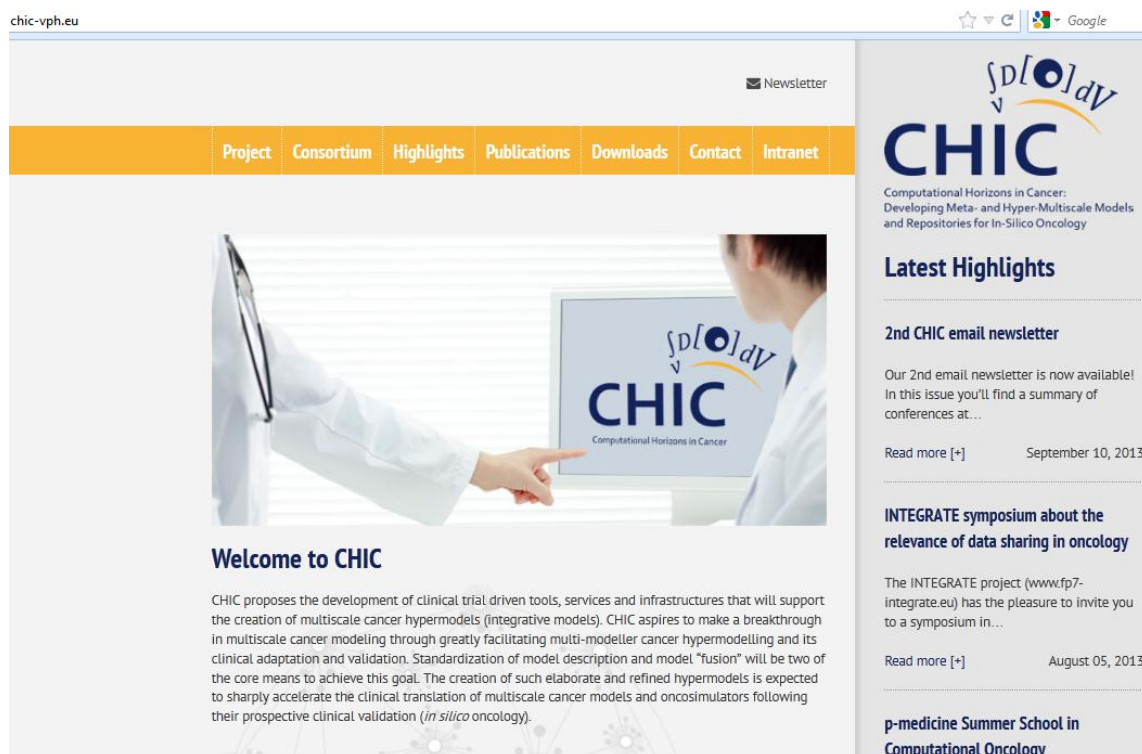 chic-vph.eu
Google
Newsletter
Project Consortium Highlights Publications Downloads Contact Intranet
∫D[O]dV
V
CHIC
Computational Horizons in Cancer
Welcome to CHIC
CHIC proposes the development of clinical trial driven tools, services and infrastructures that will support
the creation of multiscale cancer hypermodels (integrative models). CHIC aspires to make a breakthrough
in multiscale cancer modeling through greatly facilitating multi-modeller cancer hypermodelling and its
clinical adaptation and validation. Standardization of model description and model “fusion” will be two of
the core means to achieve this goal. The creation of such elaborate and refined hypermodels is expected
to sharply accelerate the clinical translation of multiscale cancer models and oncosimulators following
their prospective clinical validation (in silico oncology).
∫D[O]dV
V
CHIC
Computational Horizons in Cancer:
Developing Meta- and Hyper-Multiscale Models
and Repositories for In-Silico Oncology
Latest Highlights
2nd CHIC email newsletter
Our 2nd email newsletter is now available!
In this issue you'll find a summary of
conferences at…
Read more [+] September 10, 2013
INTEGRATE symposium about the
relevance of data sharing in oncology
The INTEGRATE project (www.fp7-
integrate.eu) has the pleasure to invite you
to a symposium in…
Read more [+] August 05, 2013
p-medicine Summer School in
Computational Oncology